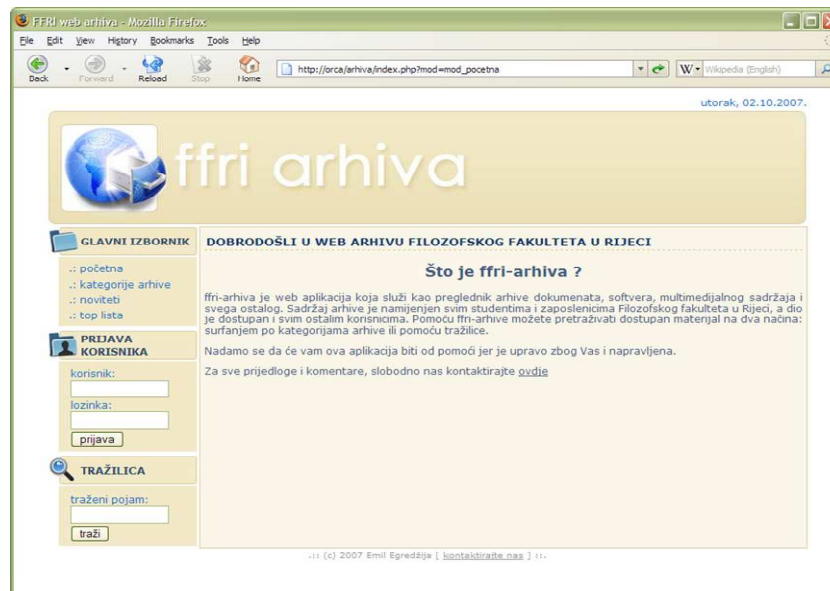 FFRI web arhiva - Mozilla Firefox
File Edit View History Bookmarks Tools Help
Back Forward Reload Stop Home http://orca/arhiva/index.php?mod=mod_pocetna W Wikipedia (English)
utorak, 02.10.2007.
ffri arhiva
GLAVNI IZBORNIK
.: početna
.: kategorije arhive
.: noviteti
.: top lista
PRIJAVA
KORISNIKA
korisnik:
lozinka:
prijava
TRAŽILICA
traženi pojam:
traži
DOBRODOŠLI U WEB ARHIVU FILOZOFSKOG FAKULTETA U RIJECI
Što je ffri-arhiva ?
ffri-arhiva je web aplikacija koja služi kao preglednik arhive dokumenata, softvera, multimedijalnog sadržaja i
svega ostalog. Sadržaj arhive je namijenjen svim studentima i zaposlenicima Filozofskog fakulteta u Rijeci, a dio
je dostupan i svim ostalim korisnicima. Pomoću ffri-arhive možete pretraživati dostupan materijal na dva načina:
surfanjem po kategorijama arhive ili pomoću tražilice.
Nadamo se da će vam ova aplikacija biti od pomoći jer je upravo zbog Vas i napravljena.
Za sve prijedloge i komentare, slobodno nas kontaktirajte ovdje
.:: (c) 2007 Emil Egredžija [ kontaktirajte nas ] ::.